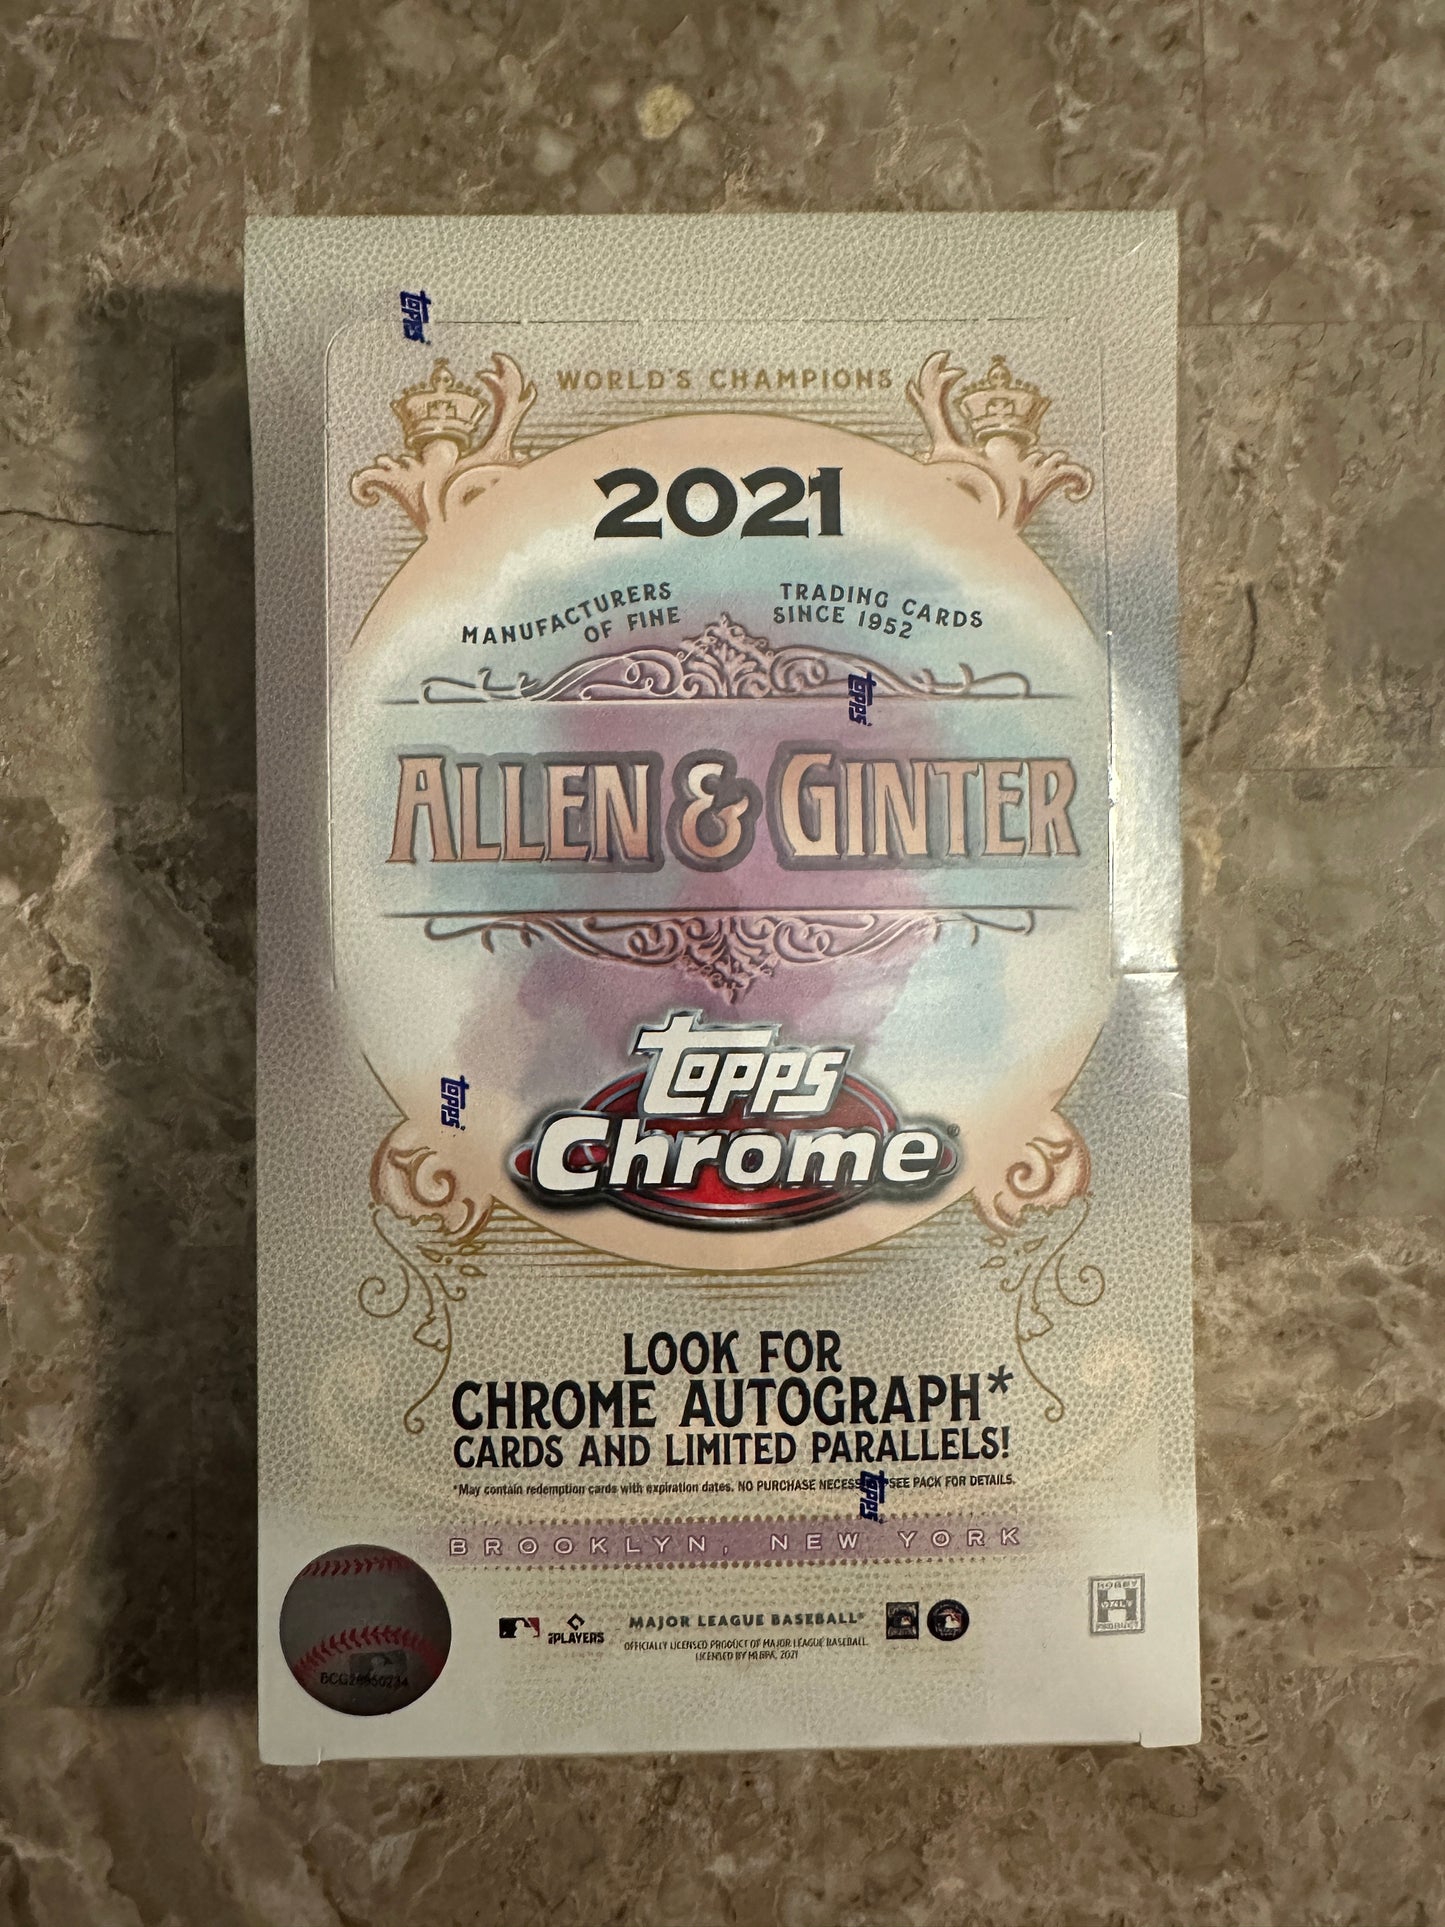 topps
WORLD'S CHAMPIONS
2021
MANUFACTURERS
OF FINE
TRADING CARDS
SINCE 1952
topps
ALLEN & GINTER
topps
Chrome®
topps
LOOK FOR
CHROME AUTOGRAPH*
CARDS AND LIMITED PARALLELS!
*May contain redemption cards with expiration dates. NO PURCHASE SEE PACK FOR DETAILS.
topps
BROOKLYN, NEW YORK
PLAYERS
MAJOR LEAGUE BASEBALL®
OFFICIALLY LICENSED PRODUCT OF MAJOR LEAGUE BASEBALL.
LICENSED BY MLBPA, 2021
HOBBY
ONLY
PRODUCT